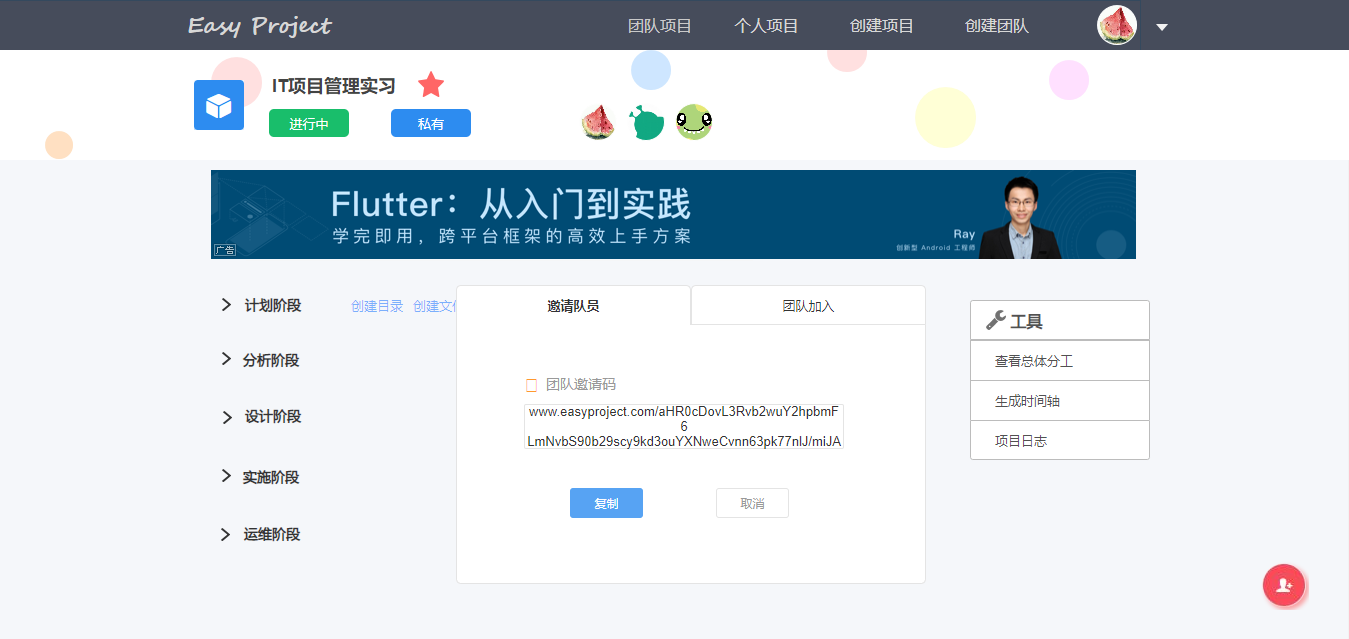 Easy Project
团队项目
个人项目
创建项目
创建团队
IT项目管理实习
进行中
私有
Flutter：从入门到实践
学完即用，跨平台框架的高效上手方案
广告
Ray
创新型 Android 工程师
计划阶段
创建目录 创建文
分析阶段
设计阶段
实施阶段
运维阶段
邀请队员
团队加入
团队邀请码
www.easyproject.com/aHR0cDovL3Rvb2wuY2hpbmF
6
LmNvbS90b29scy9kd3ouYXNweCvnn63pk77nlJ/miJA
复制
取消
工具
查看总体分工
生成时间轴
项目日志